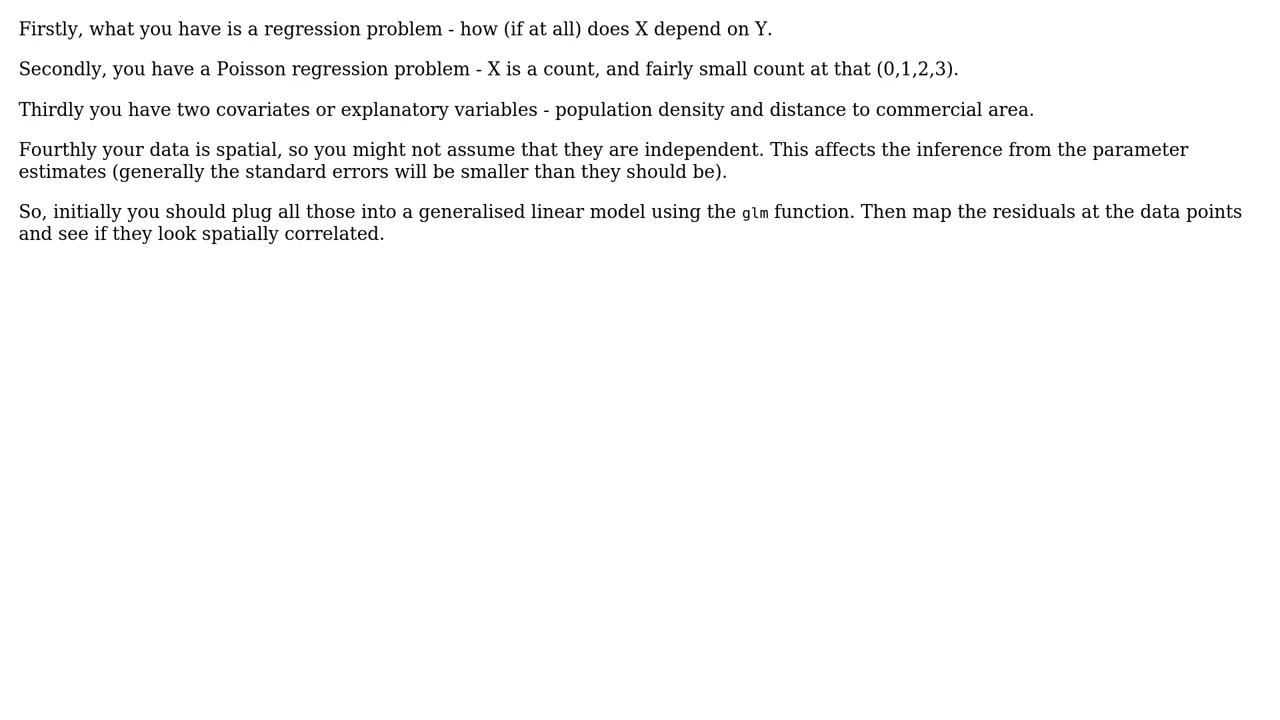 Firstly, what you have is a regression problem - how (if at all) does X depend on Y.
Secondly, you have a Poisson regression problem - X is a count, and fairly small count at that (0,1,2,3).
Thirdly you have two covariates or explanatory variables - population density and distance to commercial area.
Fourthly your data is spatial, so you might not assume that they are independent. This affects the inference from the parameter
estimates (generally the standard errors will be smaller than they should be).
So, initially you should plug all those into a generalised linear model using the glm function. Then map the residuals at the data points
and see if they look spatially correlated.